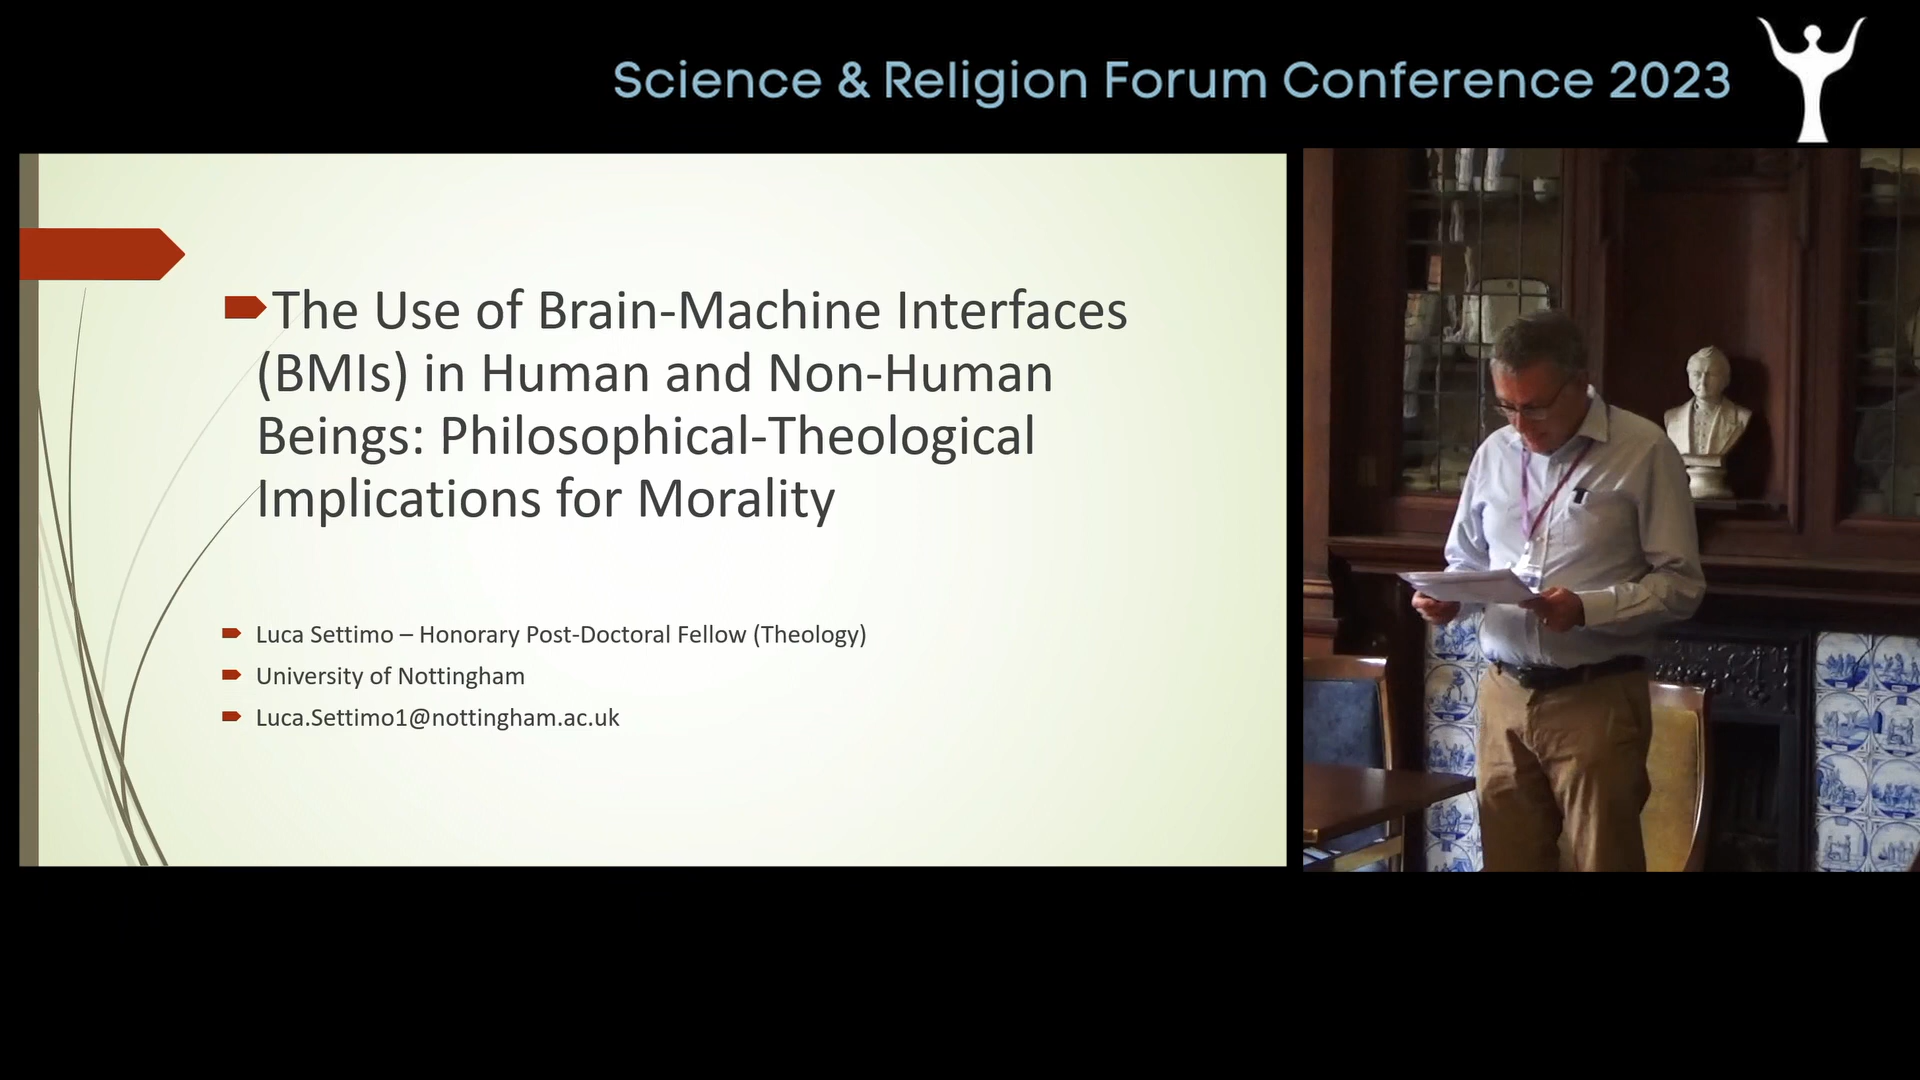 Science & Religion Forum Conference 2023
The Use of Brain-Machine Interfaces
(BMIs) in Human and Non-Human
Beings: Philosophical-Theological
Implications for Morality
Luca Settimo – Honorary Post-Doctoral Fellow (Theology)
University of Nottingham
Luca.Settimo1@nottingham.ac.uk